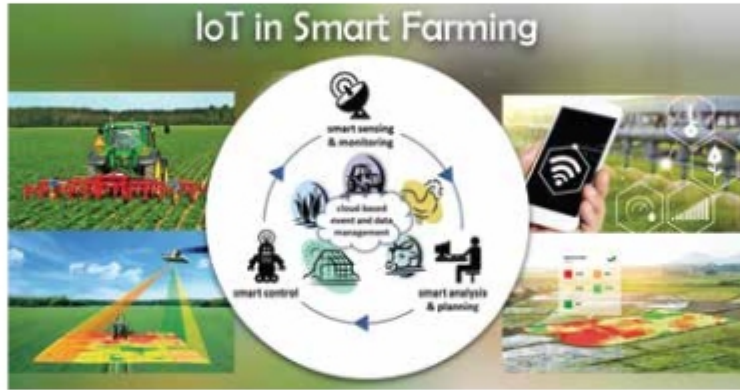 IoT in Smart Farming
smart sensing
& monitoring
cloud-based
event and data
management
smart control
smart analysis
& planning